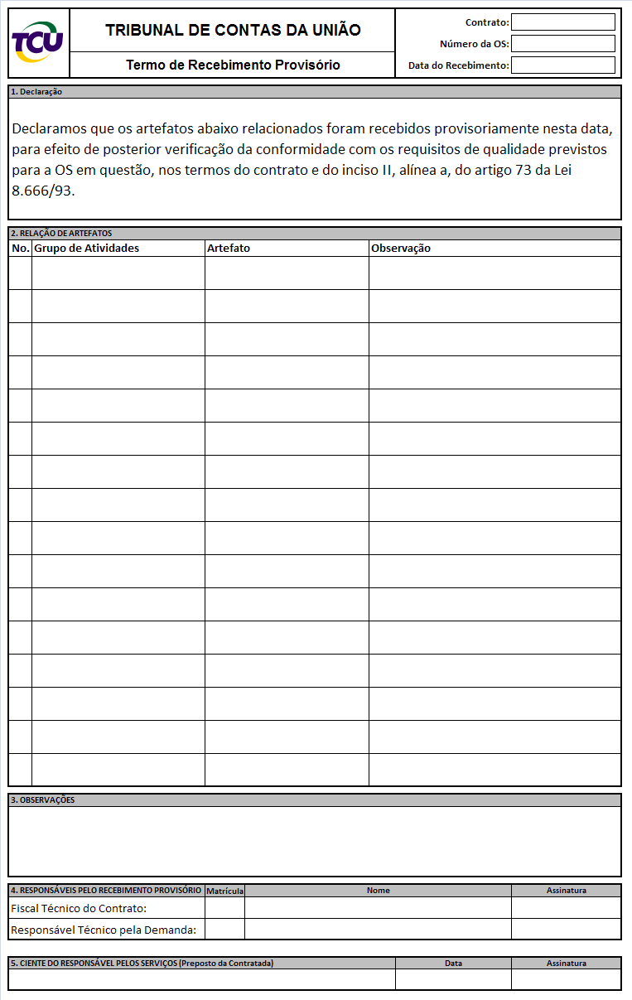 TCU
TRIBUNAL DE CONTAS DA UNIÃO
Termo de Recebimento Provisório
Contrato:
Número da OS:
Data do Recebimento:
1. Declaração
Declaramos que os artefatos abaixo relacionados foram recebidos provisoriamente nesta data,
para efeito de posterior verificação da conformidade com os requisitos de qualidade previstos
para a OS em questão, nos termos do contrato e do inciso II, alínea a, do artigo 73 da Lei
8.666/93.
2. RELAÇÃO DE ARTEFATOS
No. Grupo de Atividades Artefato Observação
3. OBSERVAÇÕES
4. RESPONSÁVEIS PELO RECEBIMENTO PROVISÓRIO Matrícula Nome Assinatura
Fiscal Técnico do Contrato:
Responsável Técnico pela Demanda:
5. CIENTE DO RESPONSÁVEL PELOS SERVIÇOS (Preposto da Contratada) Data Assinatura